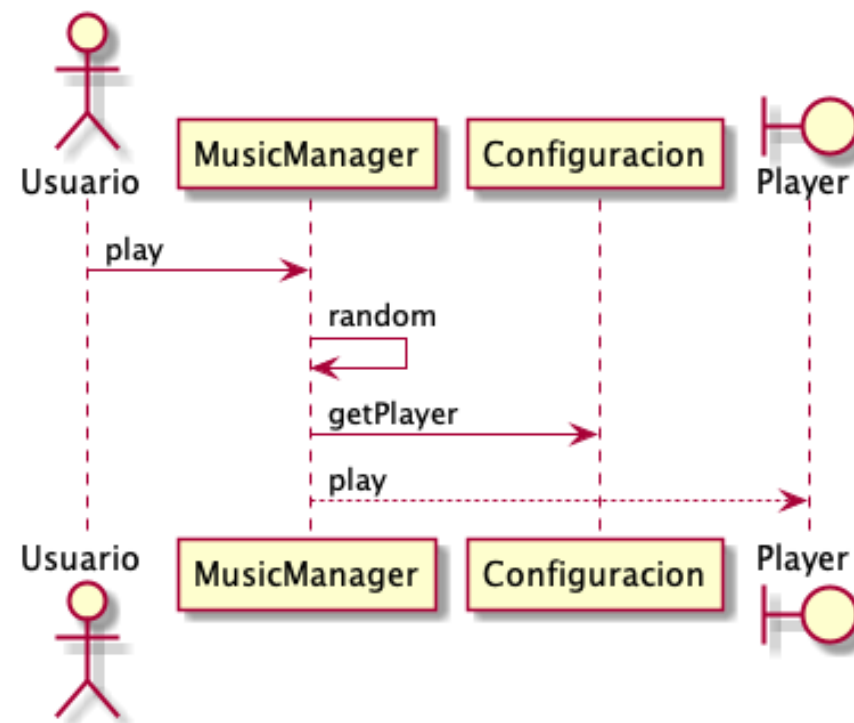 Usuario
MusicManager
Configuracion
Player
play
random
getPlayer
play
Usuario
MusicManager
Configuracion
Player